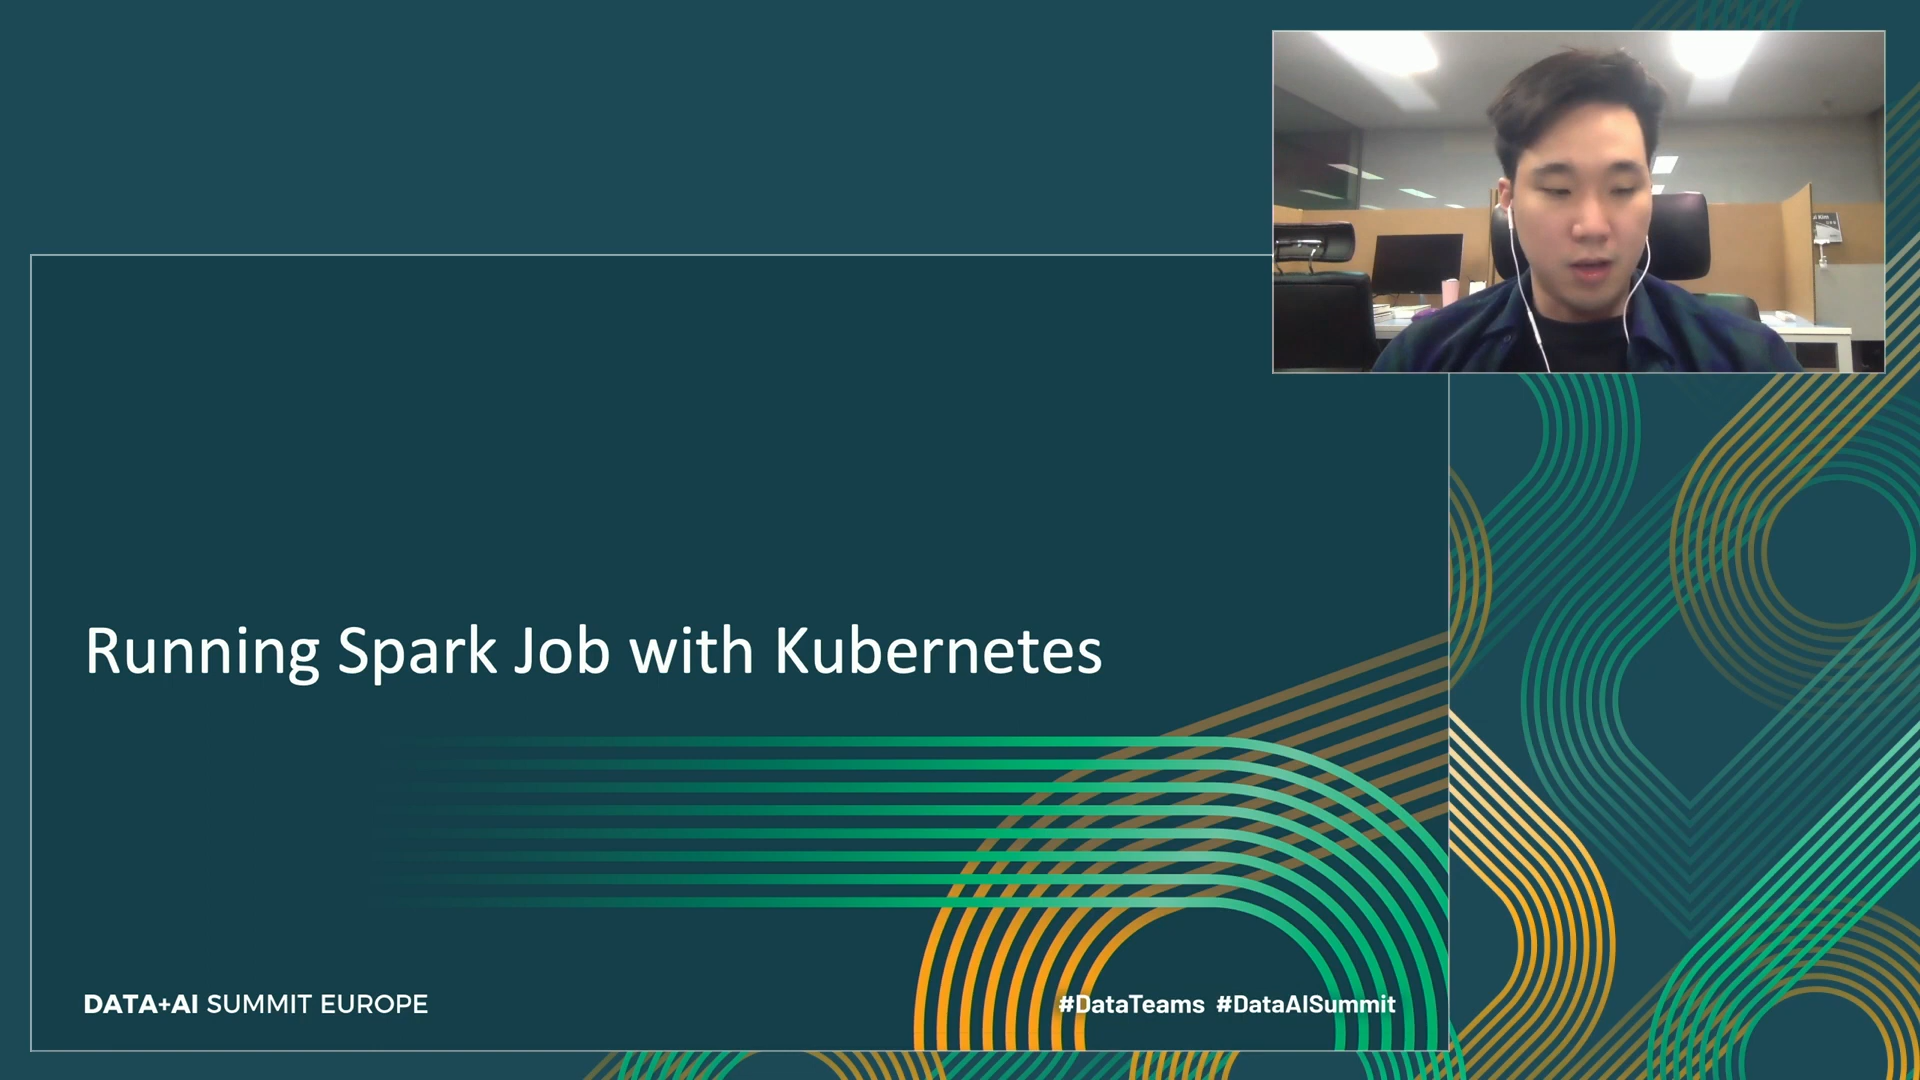 Running Spark Job with Kubernetes
DATA+AI SUMMIT EUROPE
#DataTeams #DataAISummit